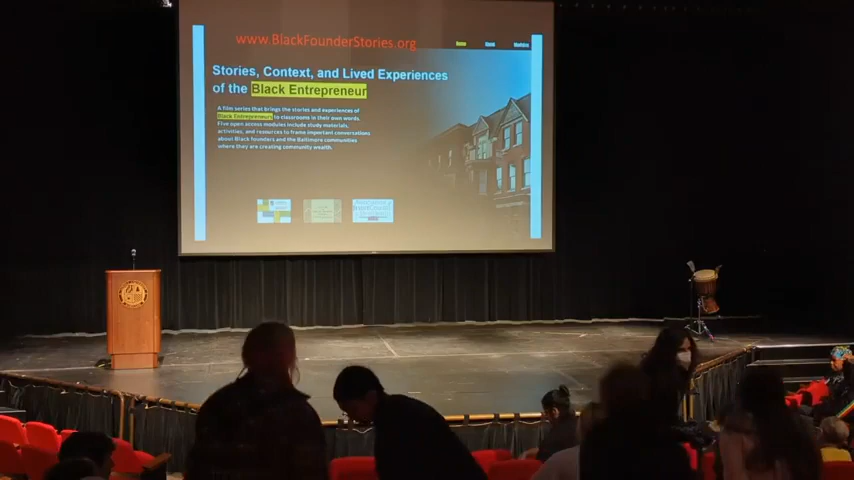 www.BlackFounderStories.org
Home
Stories, Context, and Lived Experiences
of the Black Entrepreneur
A film series that brings the stories and experiences of
Black Entrepreneurs to classrooms in their own words.
Five open access modules include study materials,
activities, and resources to frame important conversations
about Black founders and the Baltimore communities
where they are creating community wealth.